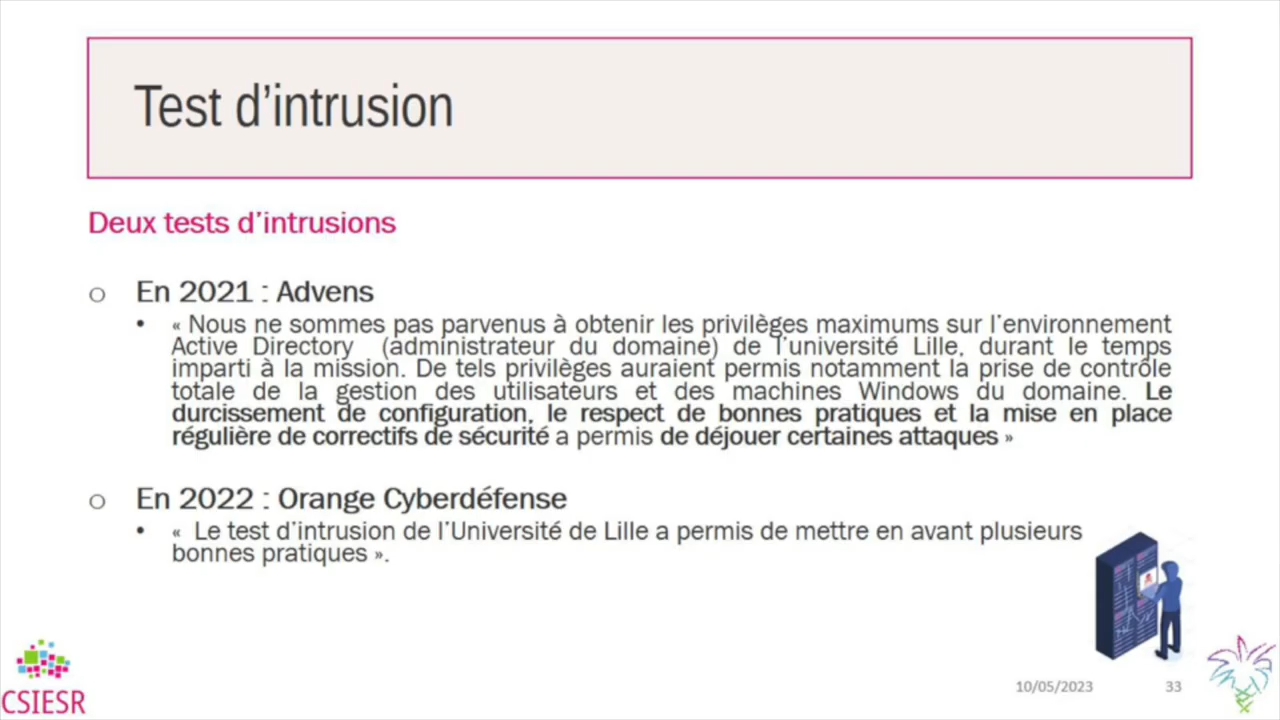 Test d’intrusion
Deux tests d’intrusions
o En 2021 : Advens
• « Nous ne sommes pas parvenus à obtenir les privilèges maximums sur l’environnement
Active Directory (administrateur du domaine) de l’université Lille, durant le temps
imparti à la mission. De tels privilèges auraient permis notamment la prise de contrôle
totale de la gestion des utilisateurs et des machines Windows du domaine. Le
durcissement de configuration, le respect de bonnes pratiques et la mise en place
régulière de correctifs de sécurité a permis de déjouer certaines attaques »
o En 2022 : Orange Cyberdéfense
• « Le test d’intrusion de l’Université de Lille a permis de mettre en avant plusieurs
bonnes pratiques ».
CSIESR
10/05/2023 33